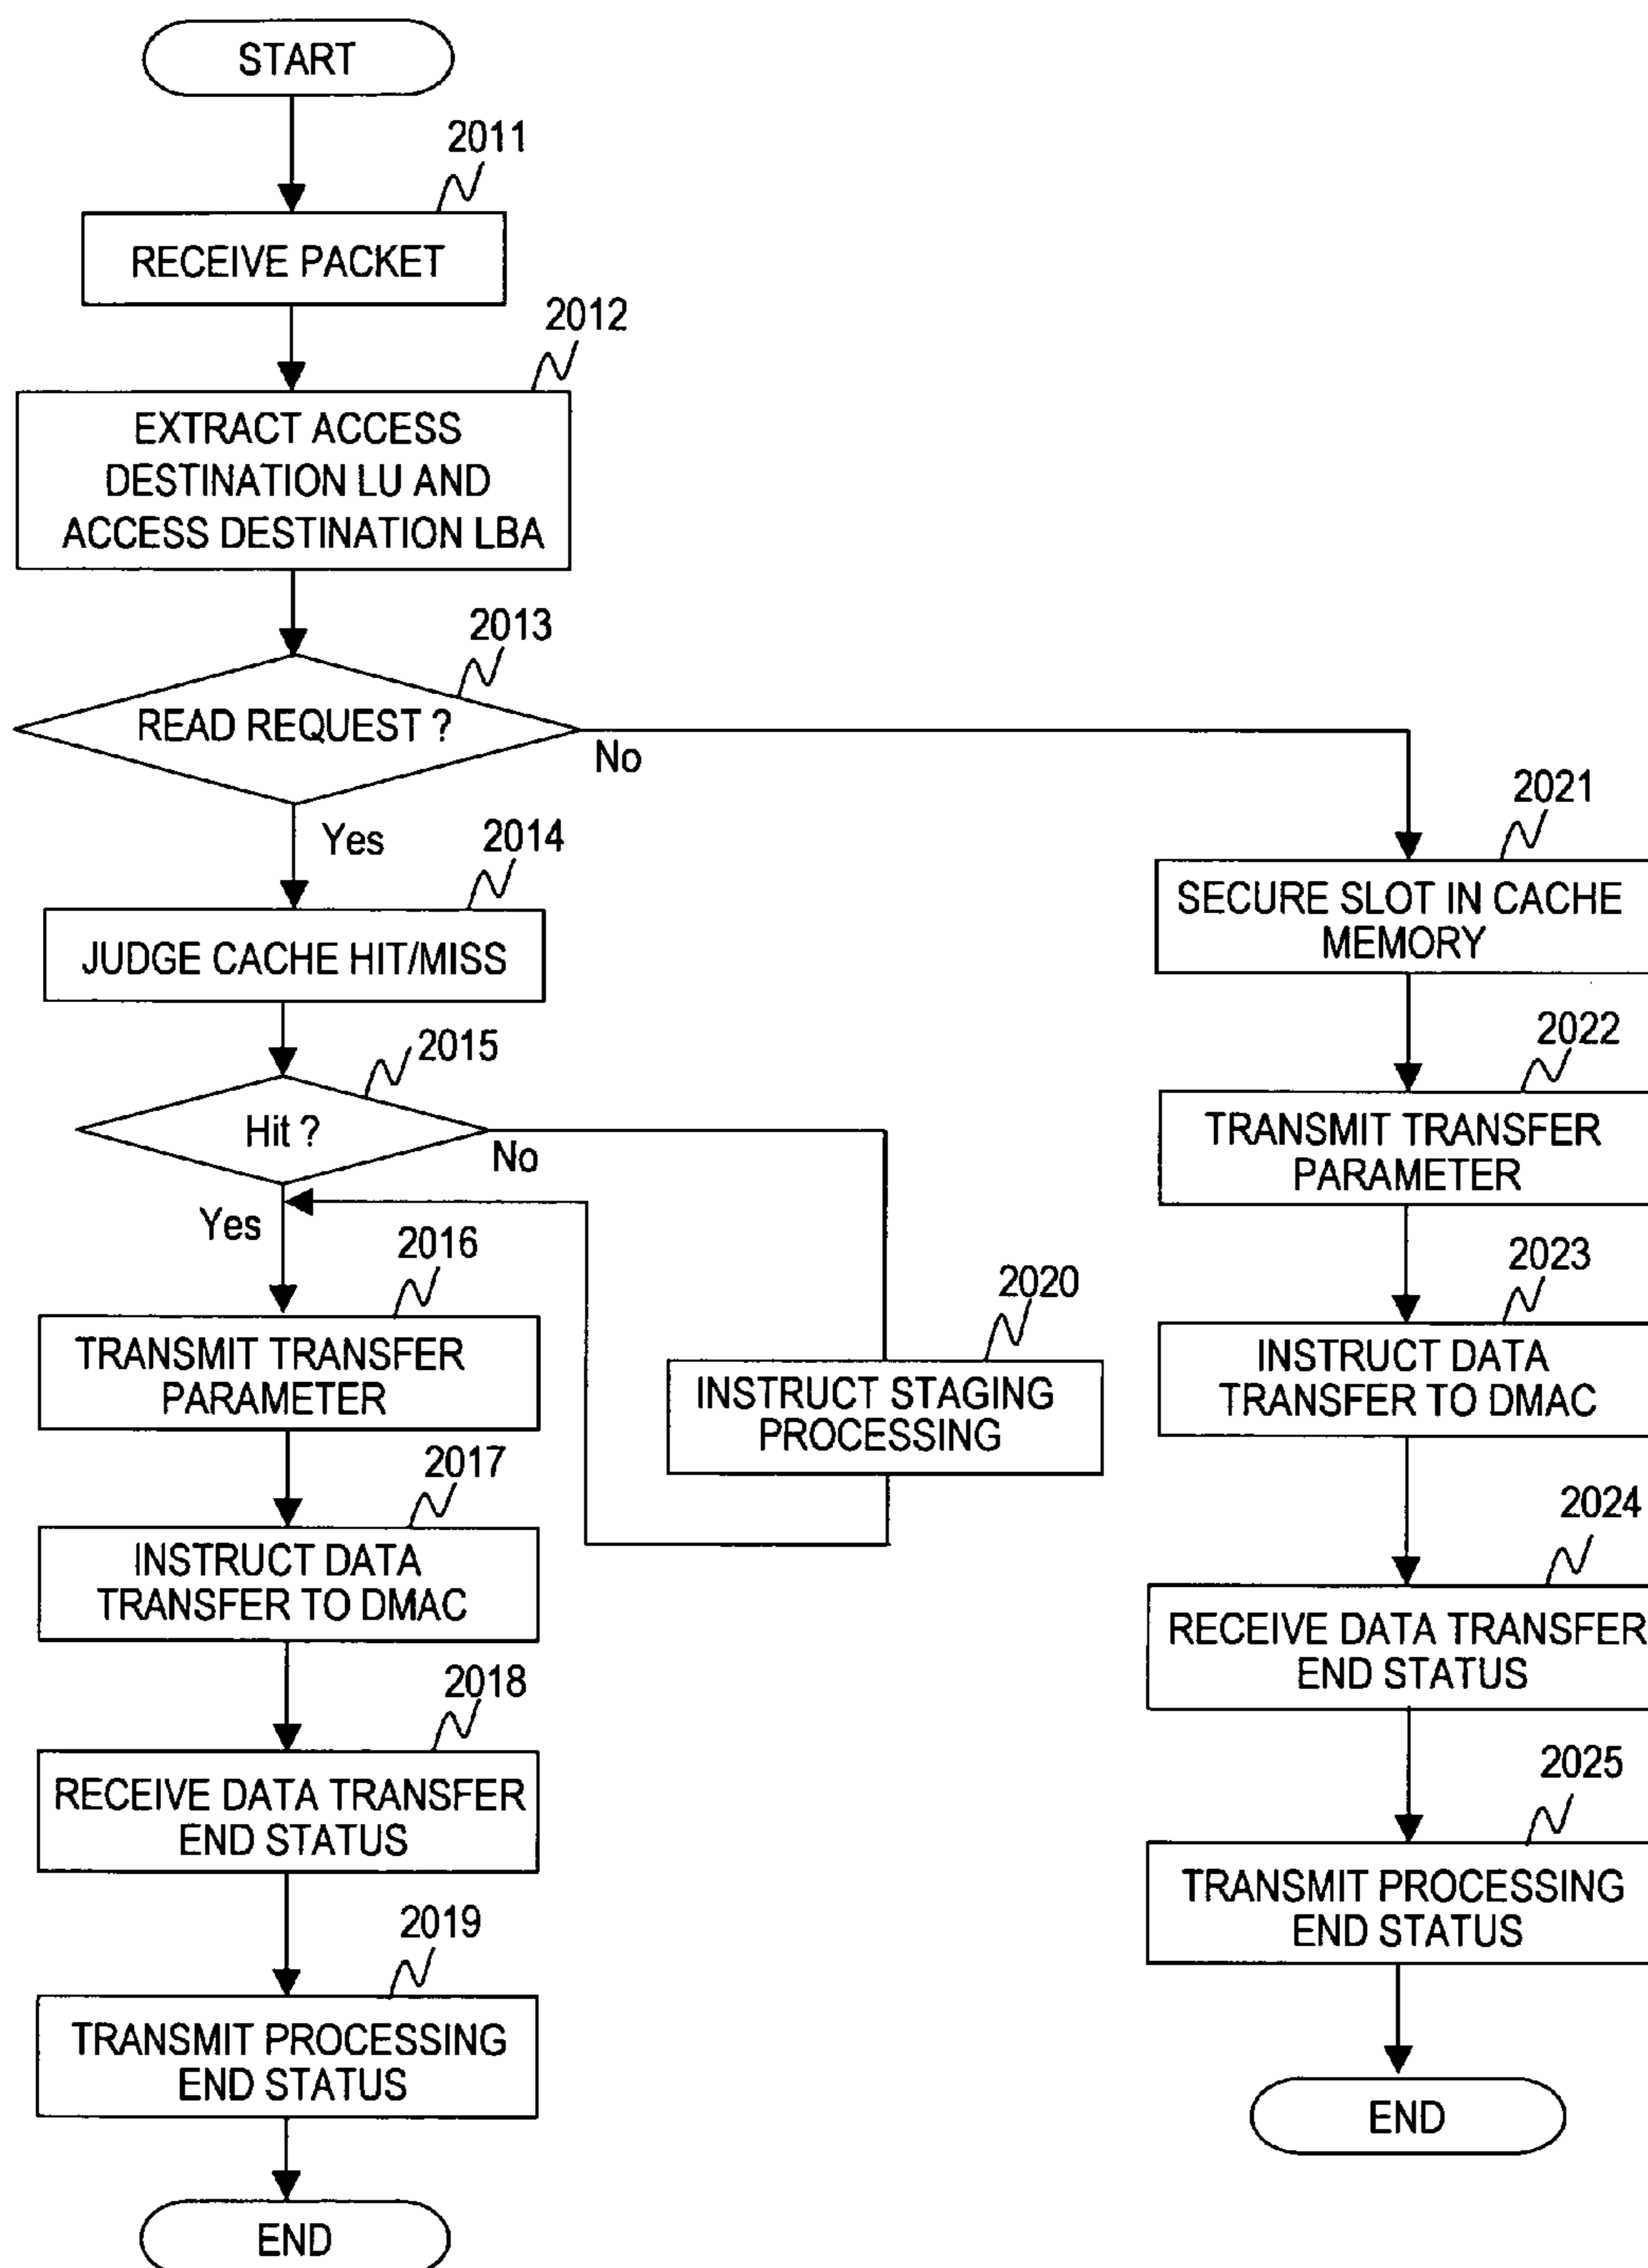 START
2011
RECEIVE PACKET
2012
EXTRACT ACCESS
DESTINATION LU AND
ACCESS DESTINATION LBA
2013
READ REQUEST ?
No
Yes
2014
JUDGE CACHE HIT/MISS
2015
Hit ?
No
Yes
2016
TRANSMIT TRANSFER
PARAMETER
2017
INSTRUCT DATA
TRANSFER TO DMAC
2018
RECEIVE DATA TRANSFER
END STATUS
2019
TRANSMIT PROCESSING
END STATUS
END
2020
INSTRUCT STAGING
PROCESSING
2021
SECURE SLOT IN CACHE
MEMORY
2022
TRANSMIT TRANSFER
PARAMETER
2023
INSTRUCT DATA
TRANSFER TO DMAC
2024
RECEIVE DATA TRANSFER
END STATUS
2025
TRANSMIT PROCESSING
END STATUS
END